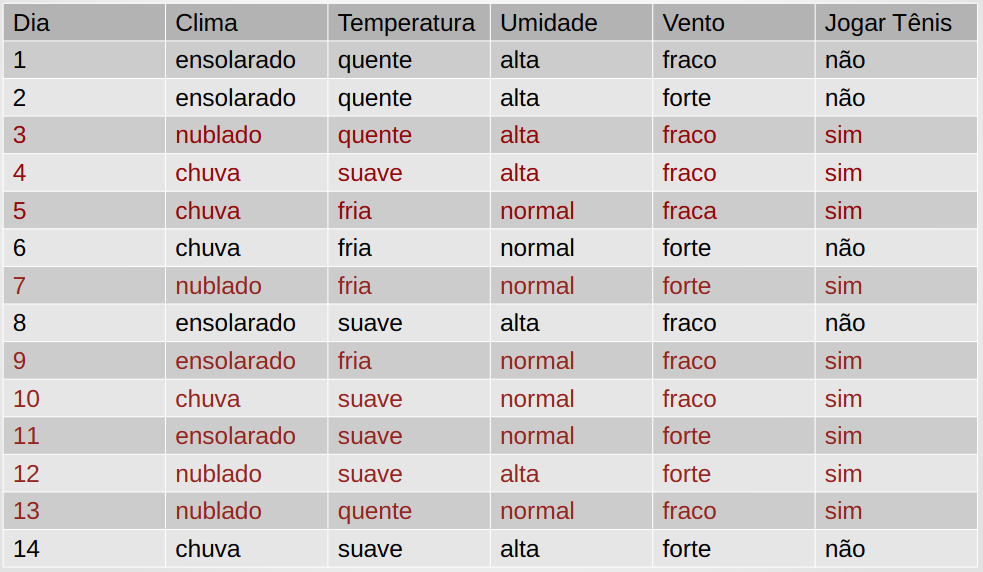 Dia Clima Temperatura Umidade Vento Jogar Tênis
1 ensolarado quente alta fraco não
2 ensolarado quente alta forte não
3 nublado quente alta fraco sim
4 chuva suave alta fraco sim
5 chuva fria normal fraca sim
6 chuva fria normal forte não
7 nublado fria normal forte sim
8 ensolarado suave alta fraco não
9 ensolarado fria normal fraco sim
10 chuva suave normal fraco sim
11 ensolarado suave normal forte sim
12 nublado suave alta forte sim
13 nublado quente normal fraco sim
14 chuva suave alta forte não